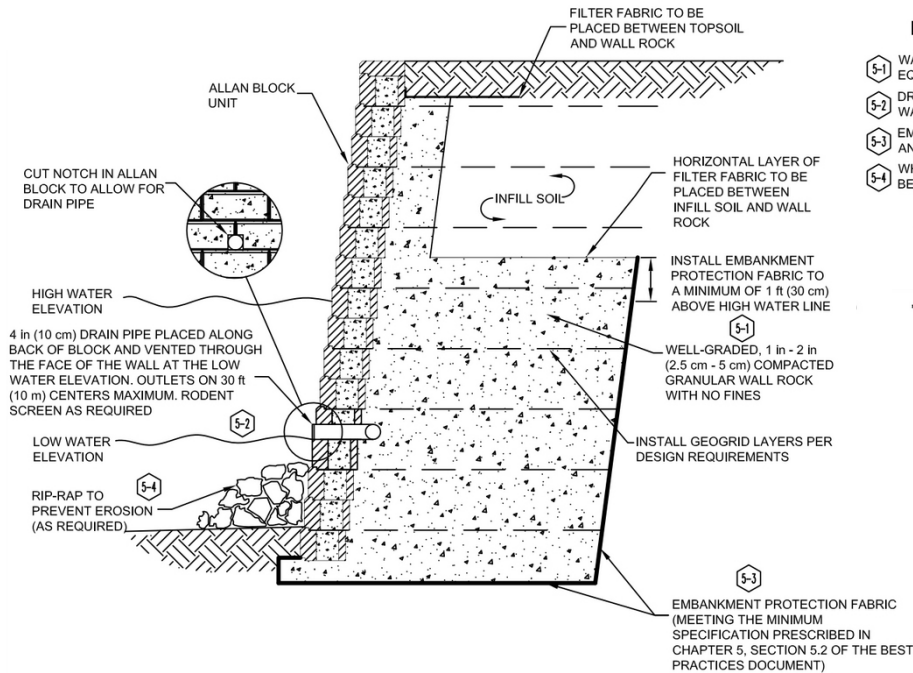 FILTER FABRIC TO BE
PLACED BETWEEN TOPSOIL
AND WALL ROCK
ALLAN BLOCK
UNIT
CUT NOTCH IN ALLAN
BLOCK TO ALLOW FOR
DRAIN PIPE
HIGH WATER
ELEVATION
4 in (10 cm) DRAIN PIPE PLACED ALONG
BACK OF BLOCK AND VENTED THROUGH
THE FACE OF THE WALL AT THE LOW
WATER ELEVATION. OUTLETS ON 30 ft
(10 m) CENTERS MAXIMUM. RODENT
SCREEN AS REQUIRED
5-2
LOW WATER
ELEVATION
5-4
RIP-RAP TO
PREVENT EROSION
(AS REQUIRED)
INFILL SOIL
HORIZONTAL LAYER OF
FILTER FABRIC TO BE
PLACED BETWEEN
INFILL SOIL AND WALL
ROCK
INSTALL EMBANKMENT
PROTECTION FABRIC TO
A MINIMUM OF 1 ft (30 cm)
ABOVE HIGH WATER LINE
5-1
WELL-GRADED, 1 in - 2 in
(2.5 cm - 5 cm) COMPACTED
GRANULAR WALL ROCK
WITH NO FINES
INSTALL GEOGRID LAYERS PER
DESIGN REQUIREMENTS
5-3
EMBANKMENT PROTECTION FABRIC
(MEETING THE MINIMUM
SPECIFICATION PRESCRIBED IN
CHAPTER 5, SECTION 5.2 OF THE BEST
PRACTICES DOCUMENT)
5-1
5-2
5-3
5-4